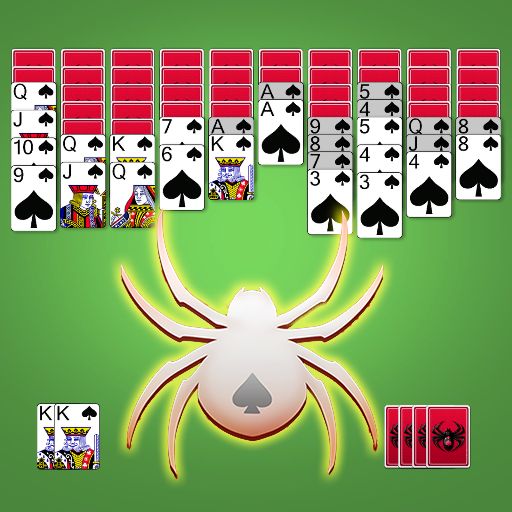 Q A 5
A 4
J 7 A 9 5 Q 8
10 Q K K 8 J 8
6 7 4 4
9 J Q 3 3
K K